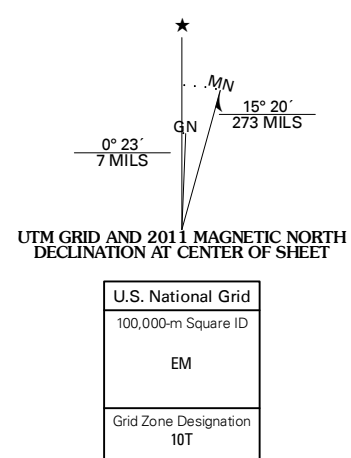 MN
15° 20´
273 MILS
GN
0° 23´
7 MILS
UTM GRID AND 2011 MAGNETIC NORTH
DECLINATION AT CENTER OF SHEET
U.S. National Grid
100,000-m Square ID
EM
Grid Zone Designation
10T